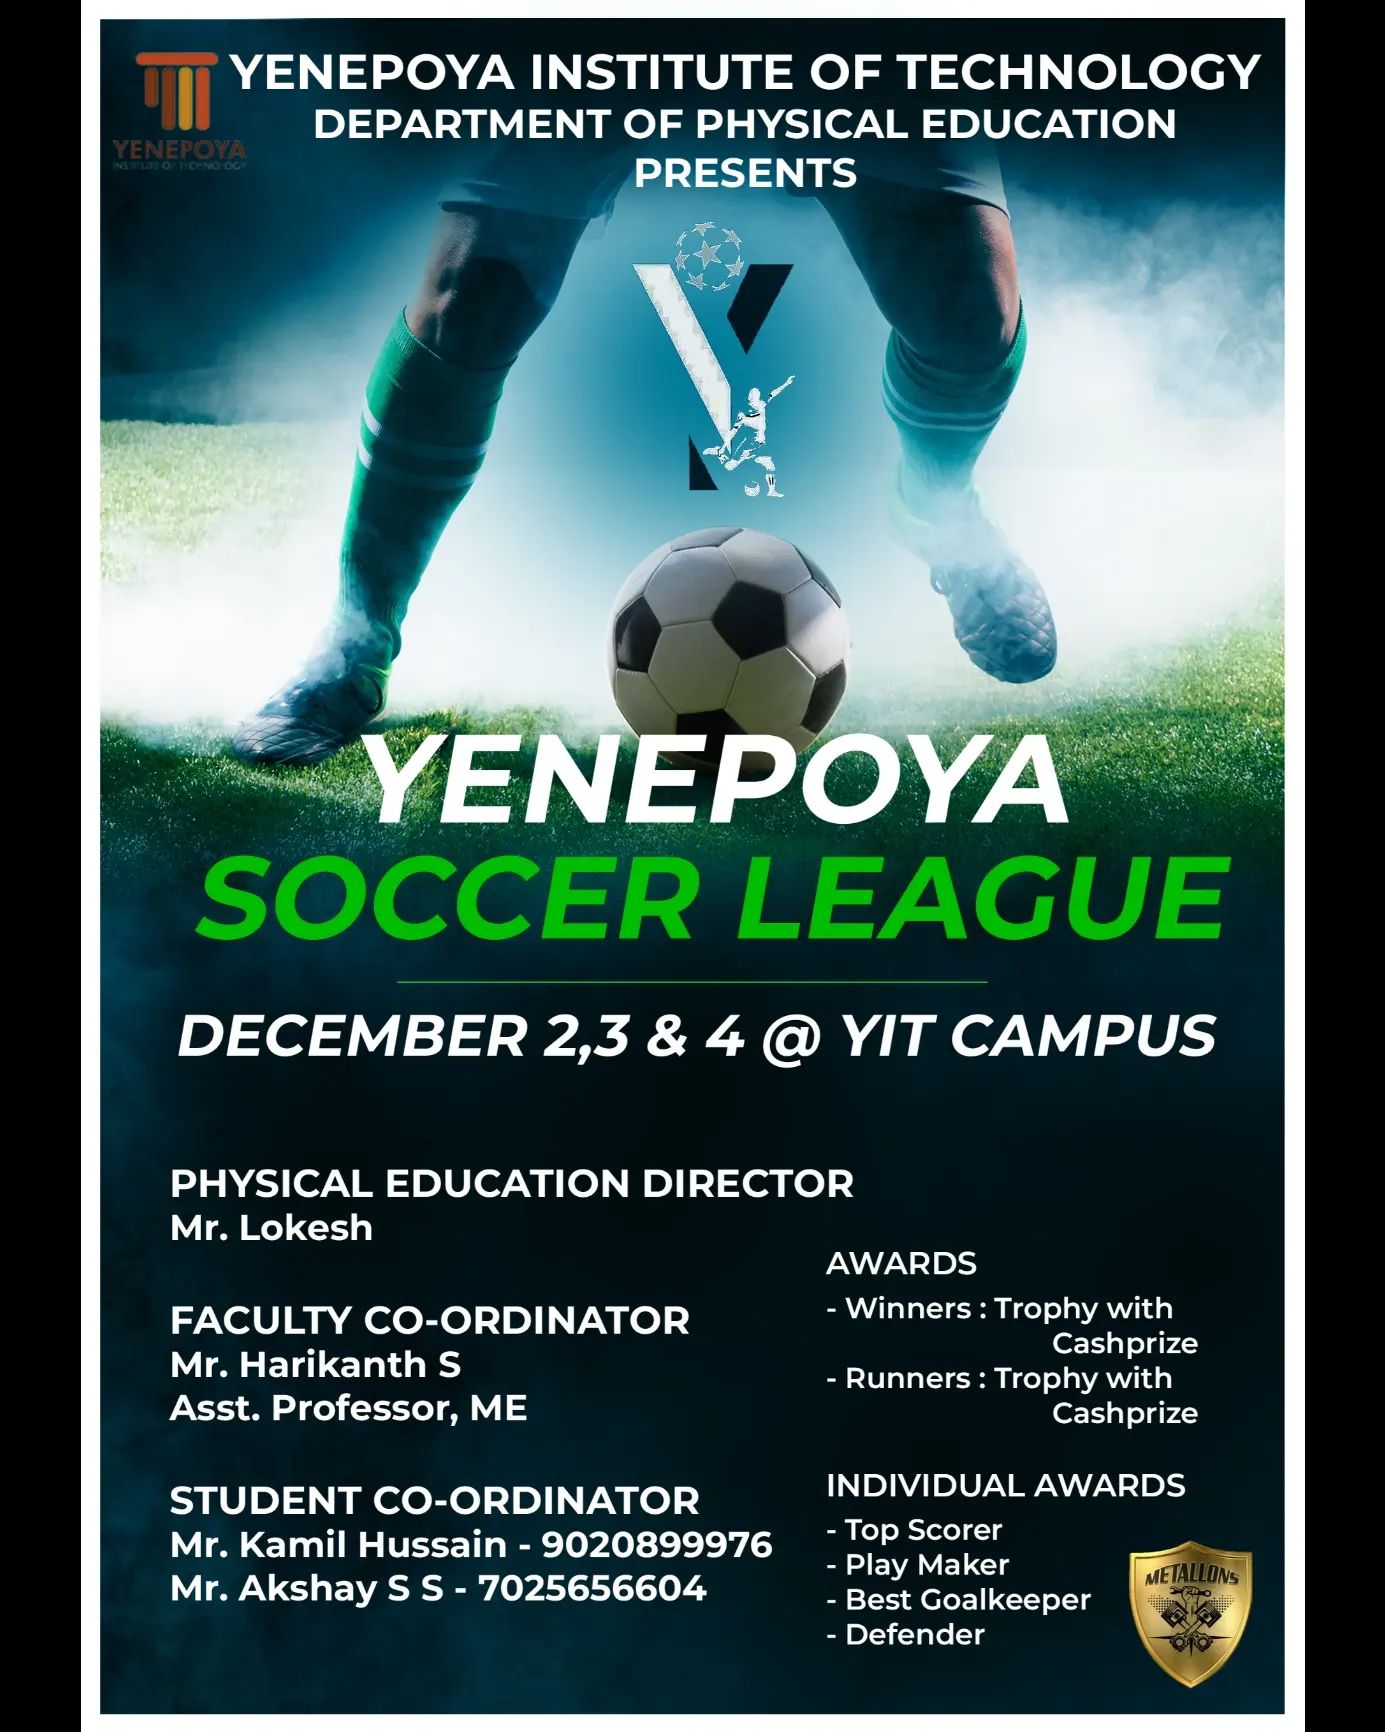 YENEPOYA INSTITUTE OF TECHNOLOGY
DEPARTMENT OF PHYSICAL EDUCATION
PRESENTS
YENEPOYA
INSTITUTE OF TECHNOLOGY
YENEPOYA
SOCCER LEAGUE
DECEMBER 2,3 & 4 @ YIT CAMPUS
PHYSICAL EDUCATION DIRECTOR
Mr. Lokesh
FACULTY CO-ORDINATOR
Mr. Harikanth S
Asst. Professor, ME
STUDENT CO-ORDINATOR
Mr. Kamil Hussain - 9020899976
Mr. Akshay S S - 7025656604
AWARDS
- Winners : Trophy with
Cashprize
- Runners : Trophy with
Cashprize
INDIVIDUAL AWARDS
- Top Scorer
- Play Maker
- Best Goalkeeper
- Defender
METALLONS